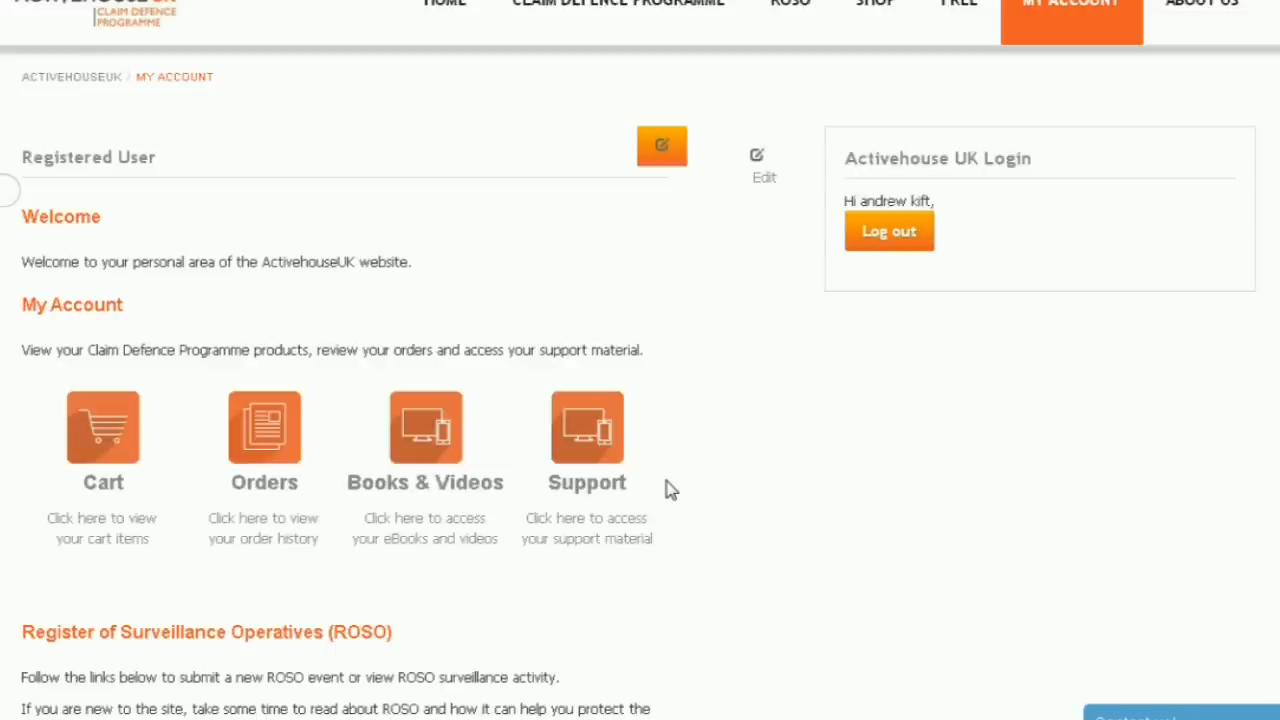 CLAIM DEFENCE
PROGRAMME
HOME CLAIM DEFENCE PROGRAMME ROSO SHOP FREE MY ACCOUNT ABOUT US
ACTIVEHOUSEUK / MY ACCOUNT
Registered User
Edit
Activehouse UK Login
Hi andrew kift,
Log out
Welcome
Welcome to your personal area of the ActivehouseUK website.
My Account
View your Claim Defence Programme products, review your orders and access your support material.
Cart Orders Books & Videos Support
Click here to view Click here to view Click here to access Click here to access
your cart items your order history your eBooks and videos your support material
Register of Surveillance Operatives (ROSO)
Follow the links below to submit a new ROSO event or view ROSO surveillance activity.
If you are new to the site, take some time to read about ROSO and how it can help you protect the